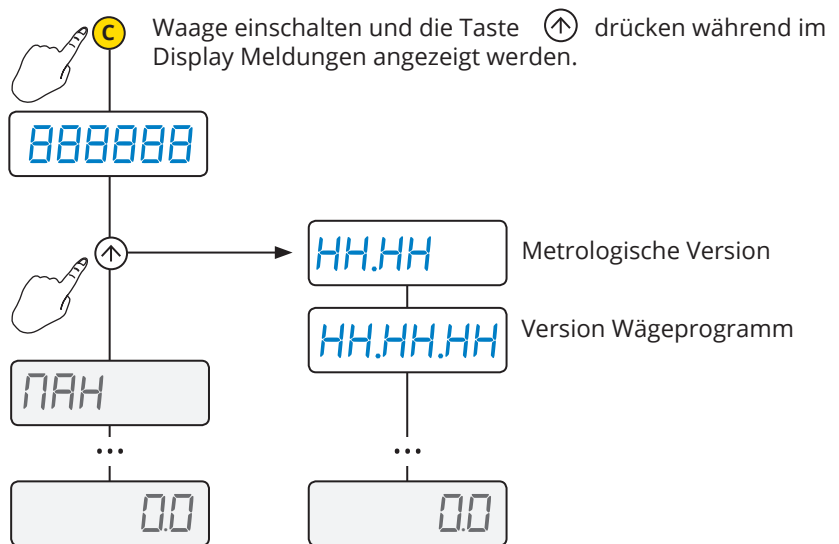 C
Waage einschalten und die Taste ↑ drücken während im
Display Meldungen angezeigt werden.
888888
↑
HH.HH
Metrologische Version
HH.HH.HH
Version Wägeprogramm
MAH
...
...
0.0
0.0